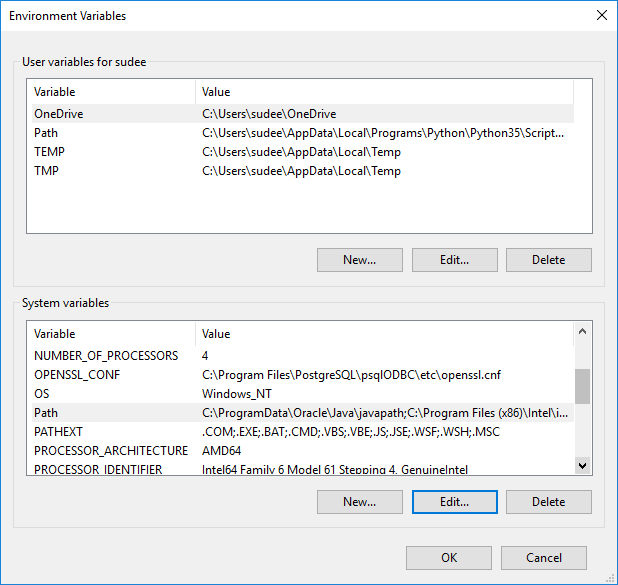 Environment Variables
User variables for sudee
Variable Value
OneDrive C:\Users\sudee\OneDrive
Path C:\Users\sudee\AppData\Local\Programs\Python\Python35\Script...
TEMP C:\Users\sudee\AppData\Local\Temp
TMP C:\Users\sudee\AppData\Local\Temp
New... Edit... Delete
System variables
Variable Value
NUMBER_OF_PROCESSORS 4
OPENSSL_CONF C:\Program Files\PostgreSQL\psqlODBC\etc\openssl.cnf
OS Windows_NT
Path C:\ProgramData\Oracle\Java\javapath;C:\Program Files (x86)\Intel\i...
PATHEXT .COM;.EXE;.BAT;.CMD;.VBS;.VBE;.JS;.JSE;.WSF;.WSH;.MSC
PROCESSOR_ARCHITECTURE AMD64
PROCESSOR_IDENTIFIER Intel64 Family 6 Model 61 Stepping 4, GenuineIntel
New... Edit... Delete
OK Cancel